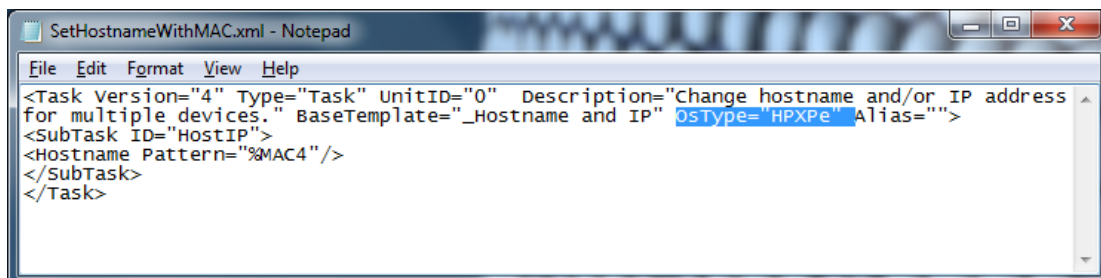 SetHostnameWithMAC.xml - Notepad
File Edit Format View Help
<Task Version="4" Type="Task" UnitID="0"  Description="Change hostname and/or IP address
for multiple devices." BaseTemplate="_Hostname and IP" OsType="HPXPe" Alias="">
<SubTask ID="HostIP">
<Hostname Pattern="%MAC4"/>
</SubTask>
</Task>